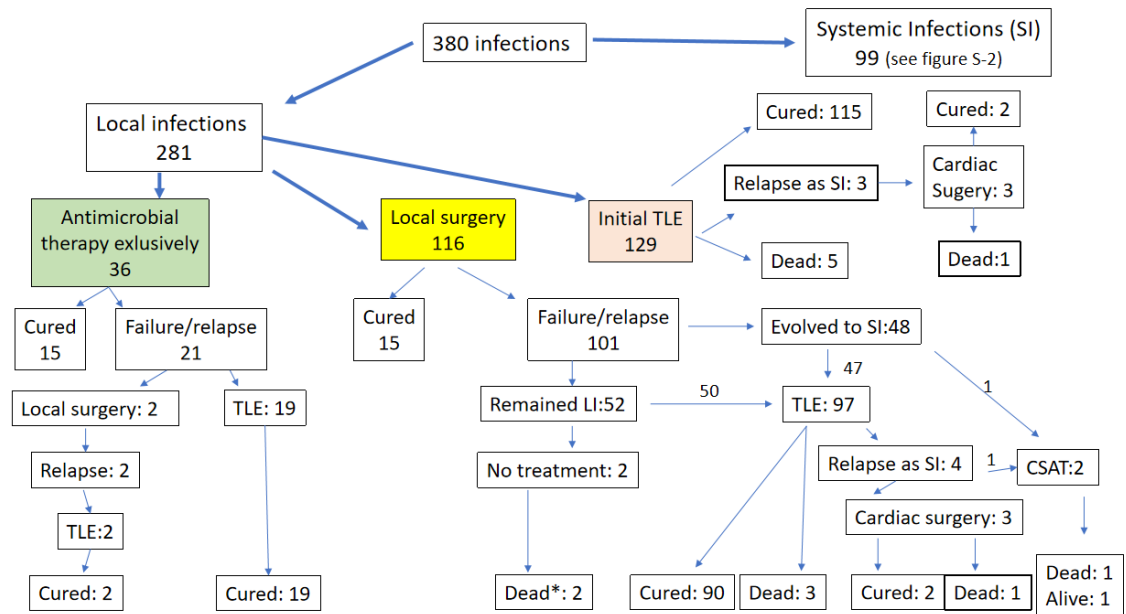 380 infections
Systemic Infections (SI)
99 (see figure S-2)
Local infections
281
Cured: 115
Cured: 2
Relapse as SI: 3
Cardiac
Sugery: 3
Antimicrobial
therapy exlusively
36
Local surgery
116
Initial TLE
129
Dead: 5
Dead:1
Cured
15
Failure/relapse
21
Cured
15
Failure/relapse
101
Evolved to SI:48
47
1
Local surgery: 2
TLE: 19
Remained LI:52
50
TLE: 97
Relapse: 2
No treatment: 2
Relapse as SI: 4
1
CSAT:2
TLE:2
Cardiac surgery: 3
Cured: 2
Cured: 19
Dead*: 2
Cured: 90
Dead: 3
Cured: 2
Dead: 1
Dead: 1
Alive: 1